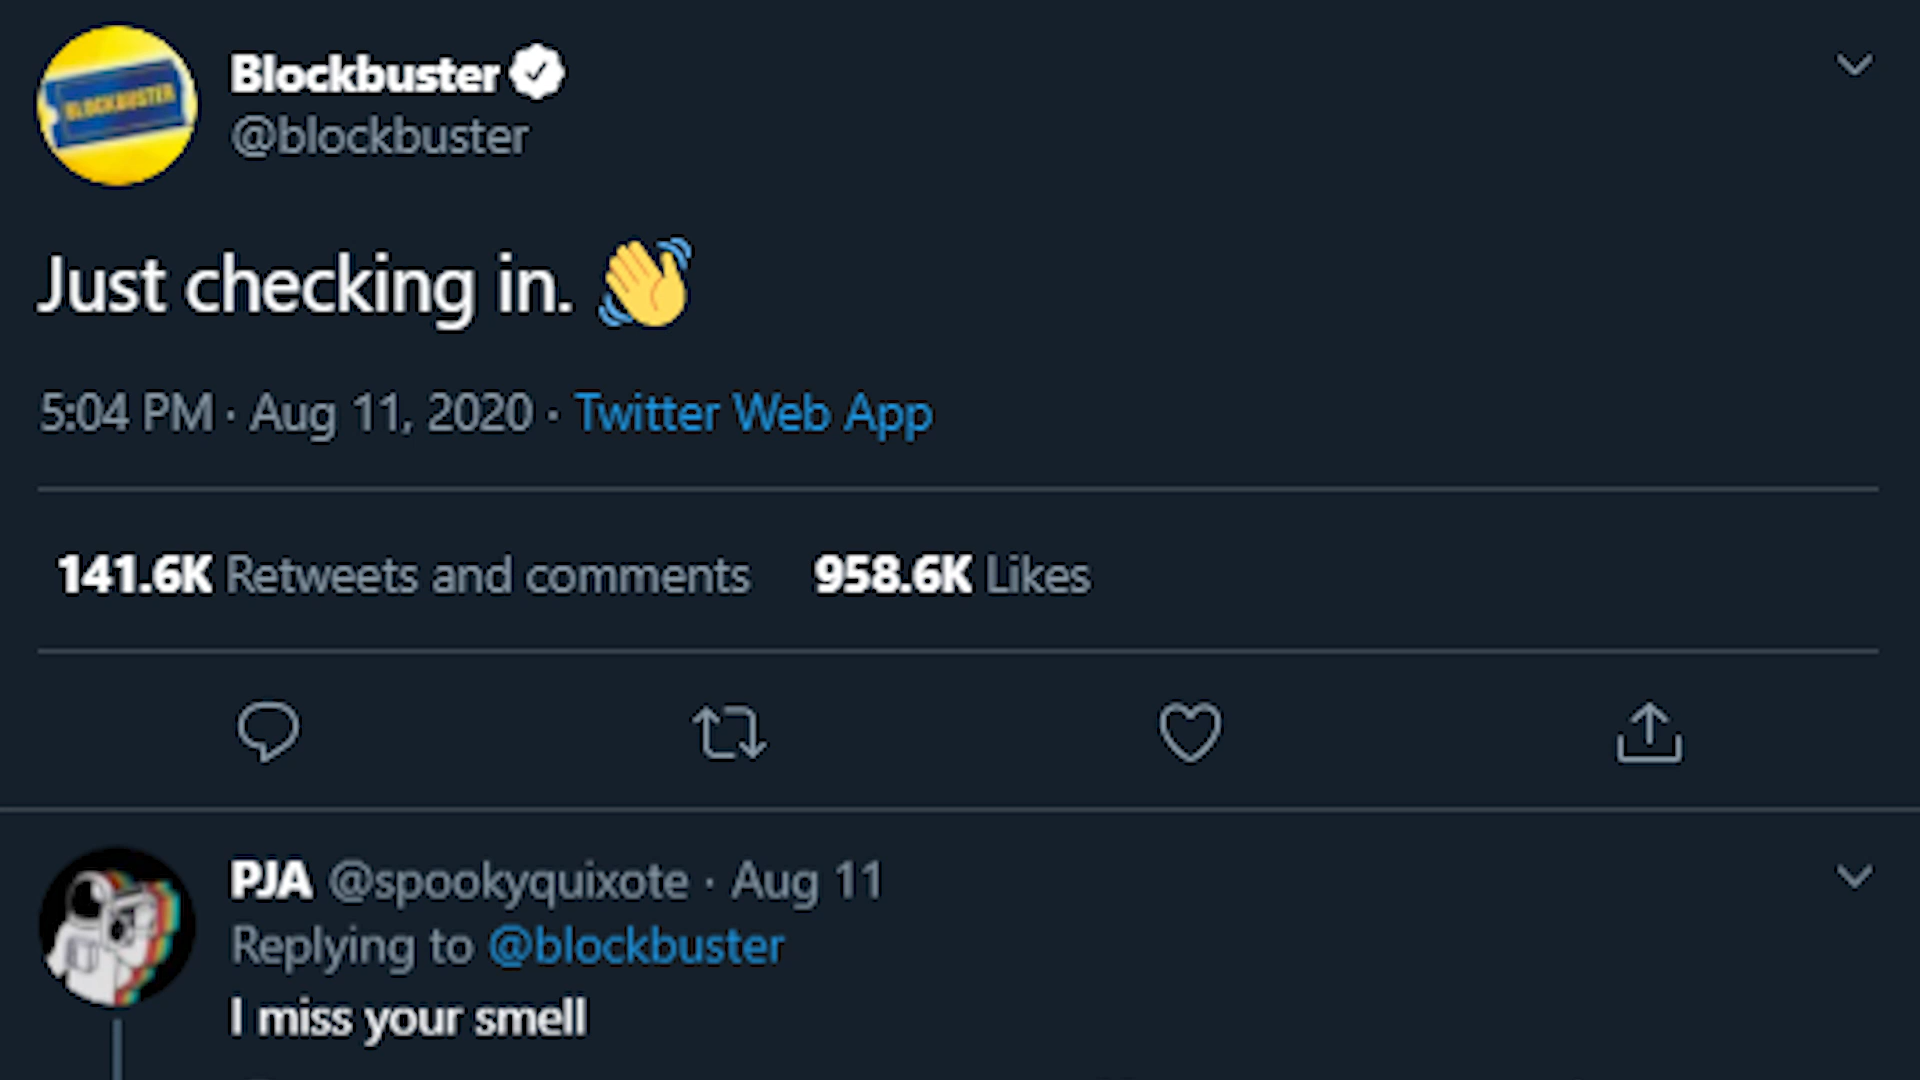 BLOCKBUSTER
Blockbuster
@blockbuster
Just checking in. 👋
5:04 PM · Aug 11, 2020 · Twitter Web App
141.6K Retweets and comments 958.6K Likes
PJA @spookyquixote · Aug 11
Replying to @blockbuster
I miss your smell